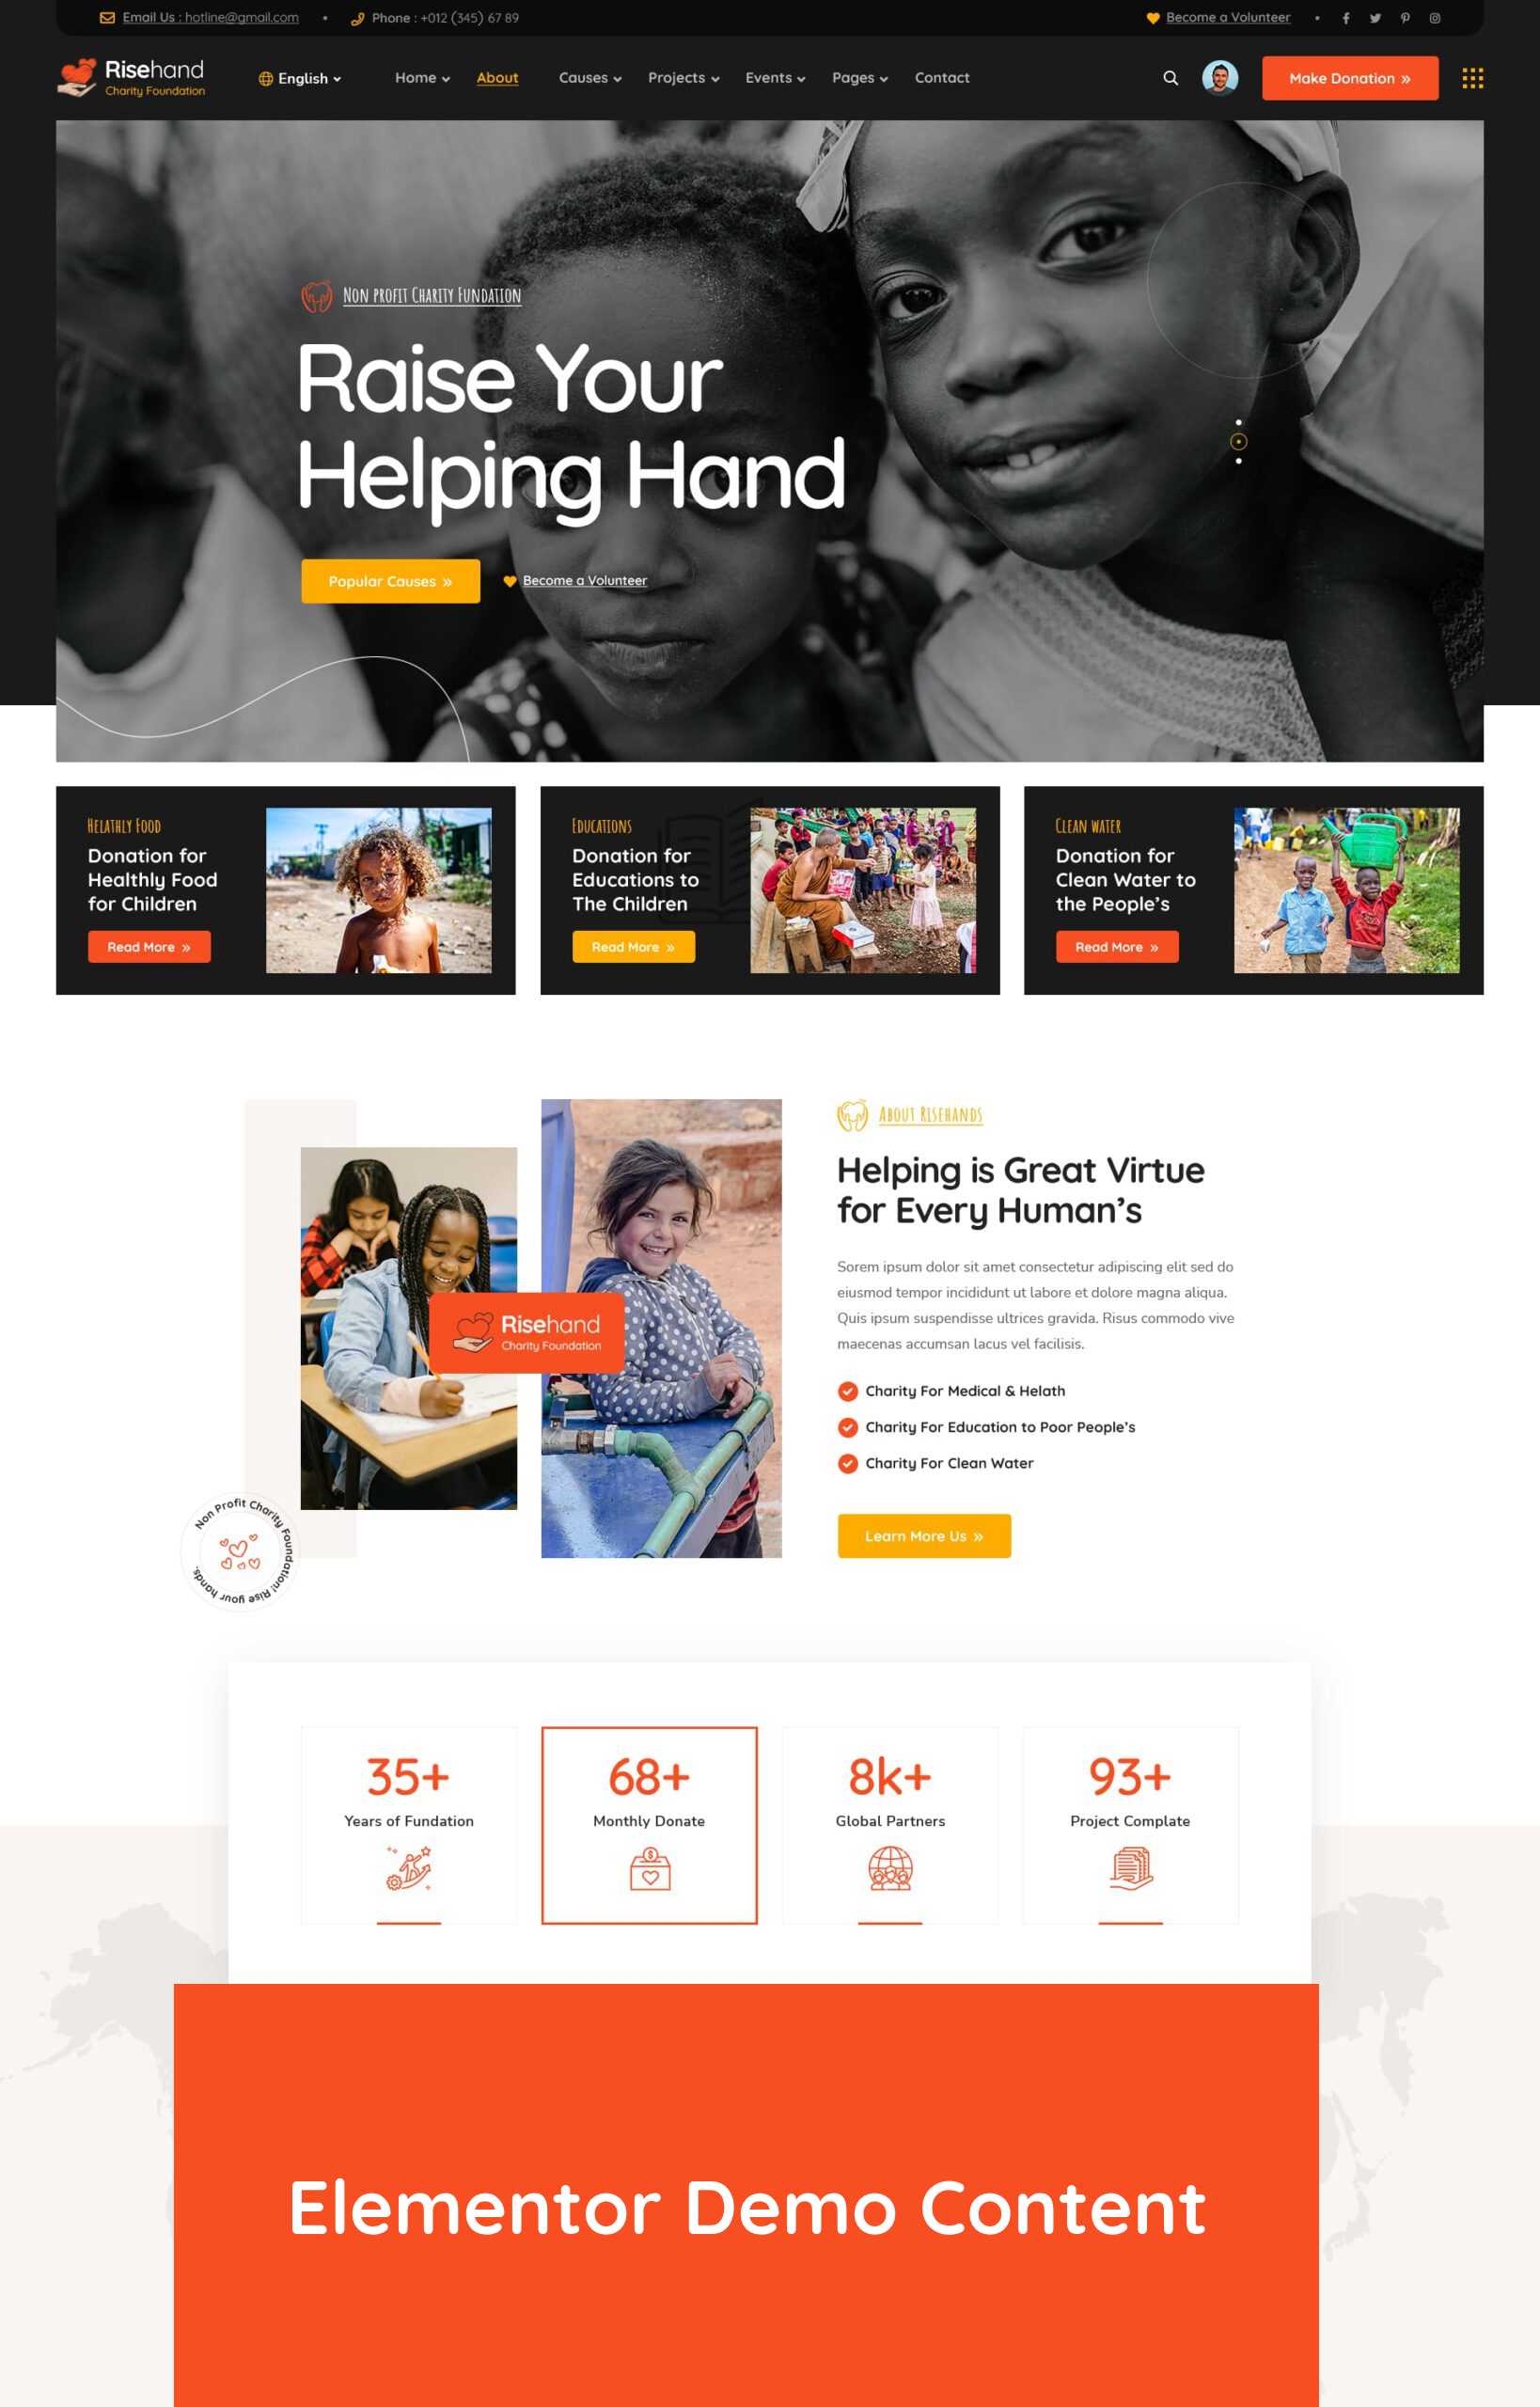 Email Us : hotline@gmail.com • Phone : +012 (345) 67 89 Become a Volunteer
Risehand
Charity Foundation
English Home About Causes Projects Events Pages Contact Make Donation »
Non profit Charity Fundation
Raise Your
Helping Hand
Popular Causes » Become a Volunteer
Helathly Food
Donation for
Healthly Food
for Children
Read More »
Educations
Donation for
Educations to
The Children
Read More »
Clean water
Donation for
Clean Water to
the People's
Read More »
About Risehands
Helping is Great Virtue
for Every Human's
Sorem ipsum dolor sit amet consectetur adipiscing elit sed do
eiusmod tempor incididunt ut labore et dolore magna aliqua.
Quis ipsum suspendisse ultrices gravida. Risus commodo vive
maecenas accumsan lacus vel facilisis.
Charity For Medical & Helath
Charity For Education to Poor People's
Charity For Clean Water
Learn More Us »
Risehand
Charity Foundation
Non Profit Charity Foundation! Rise your hands.
35+
Years of Fundation
68+
Monthly Donate
8k+
Global Partners
93+
Project Complate
Elementor Demo Content